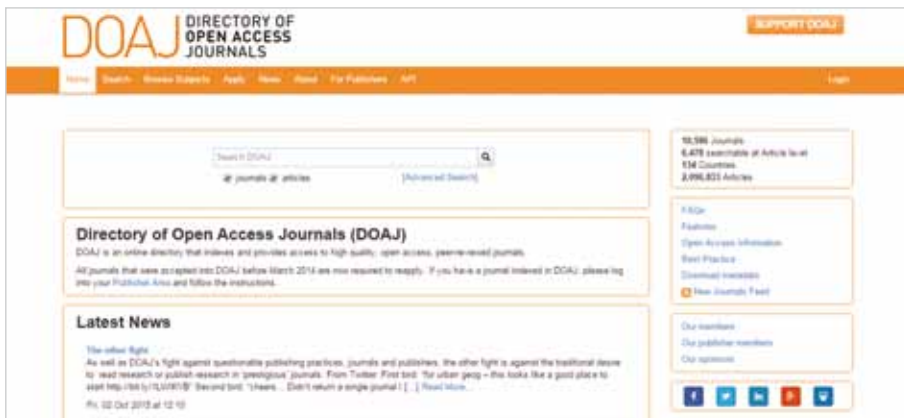 DOAJ
DIRECTORY OF
OPEN ACCESS
JOURNALS
SUPPORT DOAJ
Home Search Browse Subjects Apply News About For Publishers API Login
Search DOAJ
journals articles [Advanced Search]
Directory of Open Access Journals (DOAJ)
DOAJ is an online directory that indexes and provides access to high quality, open access, peer-reviewed journals.
All journals that were accepted into DOAJ before March 2014 are now required to reapply. If you have a journal indexed in DOAJ, please log
into your Publisher Area and follow the instructions.
Latest News
The other fight
As well as DOAJ's fight against questionable publishing practices, journals and publishers, the other fight is against the traditional desire
to read research or publish research in 'prestigious' journals. From Twitter: First bird: "for urban geog – this looks like a good place to
start Second bird: "cheers... Didn't return a single journal I [...] Read More...
Fri, 02 Oct 2015 at 12:10
Journals
6,478 searchable at Article level
134 Countries
Articles
FAQs
Features
Open Access Information
Best Practice
Download metadata
New Journals Feed
Our members
Our publisher members
Our sponsors